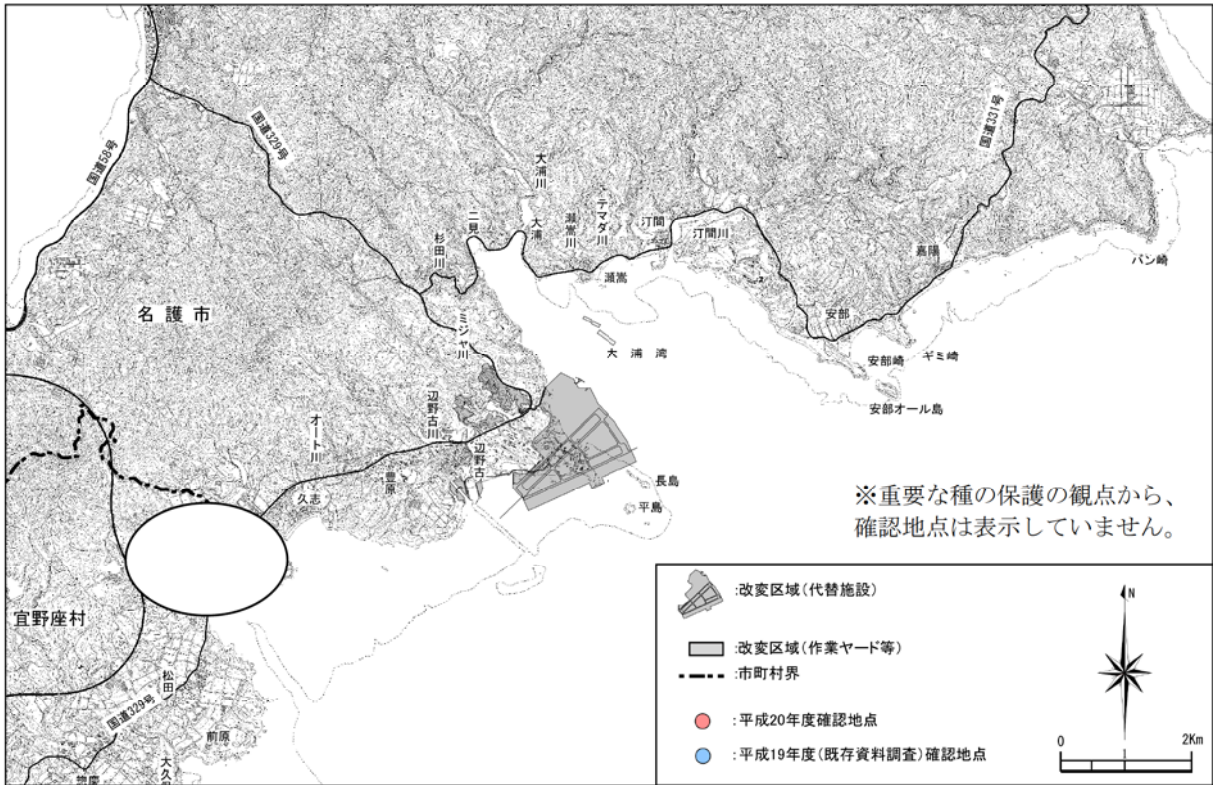 国道58号
国道329号
国道331号
大浦川
大浦
二見
杉田川
瀬嵩川
テマダ川
汀間
汀間川
瀬嵩
嘉陽
バン崎
安部
安部崎
ギミ崎
安部オール島
大浦湾
名護市
ミジャ川
辺野古川
辺野古
オート川
久志
豊原
長島
平島
宜野座村
松田
国道329号
前原
惣慶
※重要な種の保護の観点から、
確認地点は表示していません。
:改変区域(代替施設)
:改変区域(作業ヤード等)
:市町村界
:平成20年度確認地点
:平成19年度(既存資料調査)確認地点
N
0 1 2Km